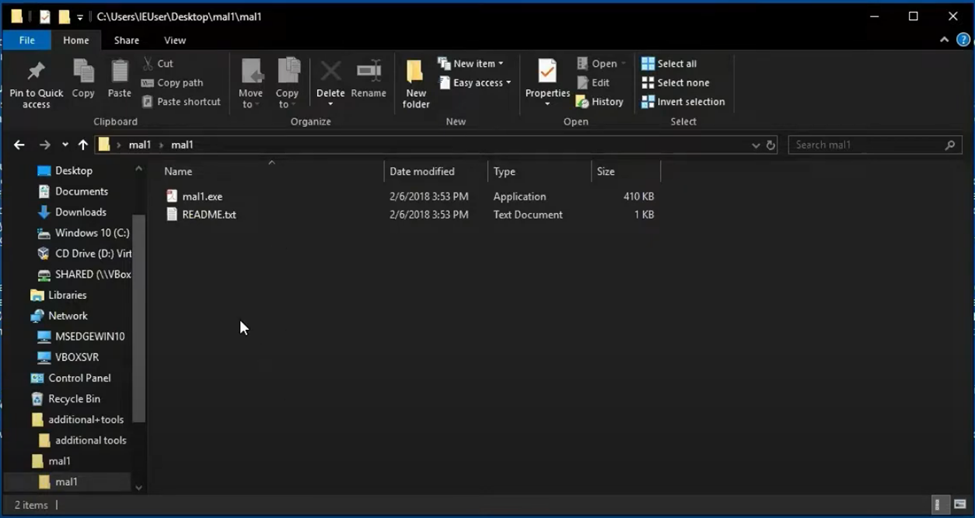 C:\Users\IEUser\Desktop\mal1\mal1
File Home Share View
Pin to Quick access
Copy
Paste
Cut
Copy path
Paste shortcut
Clipboard
Move to
Copy to
Delete
Rename
Organize
New folder
New item
Easy access
New
Properties
Open
Edit
History
Open
Select all
Select none
Invert selection
Select
mal1 > mal1
Search mal1
Name Date modified Type Size
mal1.exe 2/6/2018 3:53 PM Application 410 KB
README.txt 2/6/2018 3:53 PM Text Document 1 KB
Desktop
Documents
Downloads
Windows 10 (C:)
CD Drive (D:) Virt
SHARED (\\VBox
Libraries
Network
MSEDGEWIN10
VBOXSVR
Control Panel
Recycle Bin
additional+tools
additional tools
mal1
mal1
2 items